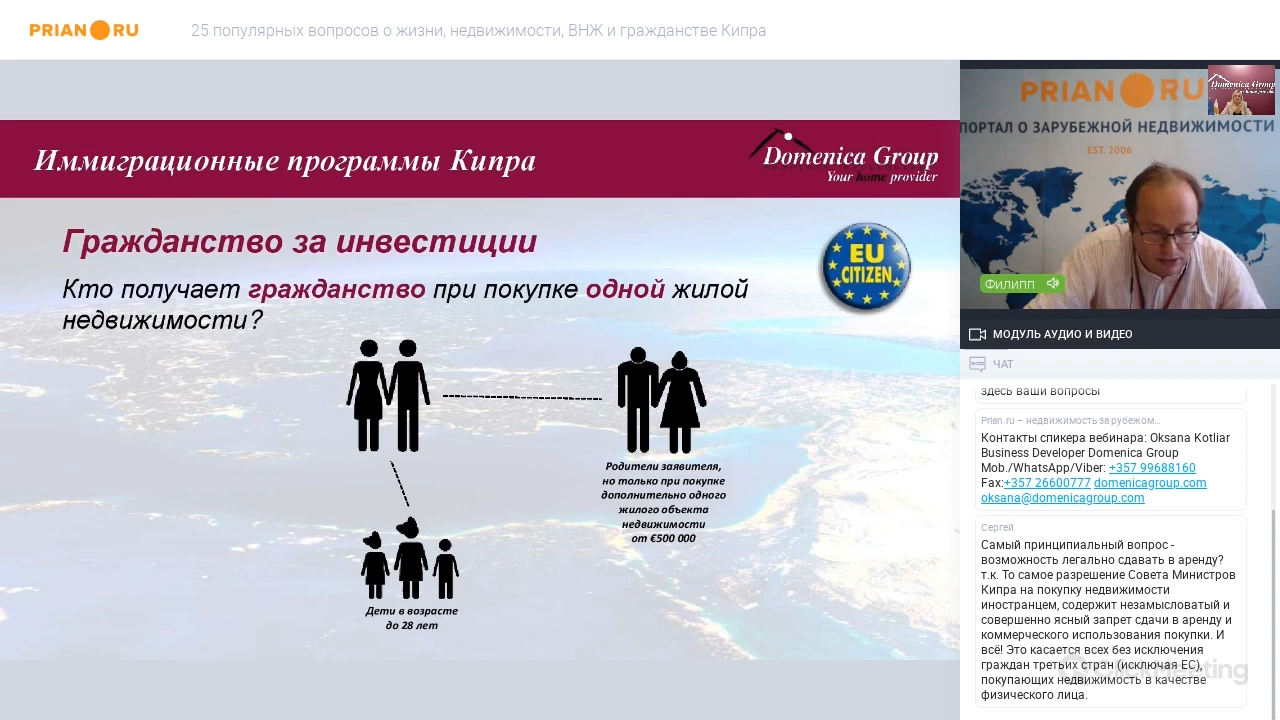 PRIAN RU
25 популярных вопросов о жизни, недвижимости, ВНЖ и гражданстве Кипра
Иммиграционные программы Кипра
Domenica Group
Your home provider
Гражданство за инвестиции
Кто получает гражданство при покупке одной жилой
недвижимости?
EU
CITIZEN
Родители заявителя,
но только при покупке
дополнительно одного
жилого объекта
недвижимости
от €500 000
Дети в возрасте
до 28 лет
PRIAN RU
Domenica Group
ПОРТАЛ О ЗАРУБЕЖНОЙ НЕДВИЖИМОСТИ
EST. 2006
Филипп
МОДУЛЬ АУДИО И ВИДЕО
ЧАТ
здесь ваши вопросы
Prian.ru – недвижимость за рубежом...
Контакты спикера вебинара: Oksana Kotliar
Business Developer Domenica Group
Mob./WhatsApp/Viber: +357 99688160
Fax:+357 26600777 domenicagroup.com
oksana@domenicagroup.com
Сергей
Самый принципиальный вопрос -
возможность легально сдавать в аренду?
т.к. То самое разрешение Совета Министров
Кипра на покупку недвижимости
иностранцем, содержит незамысловатый и
совершенно ясный запрет сдачи в аренду и
коммерческого использования покупки. И
всё! Это касается всех без исключения
граждан третьих стран (исключая ЕС),
покупающих недвижимость в качестве
физического лица.
ClickMeeting